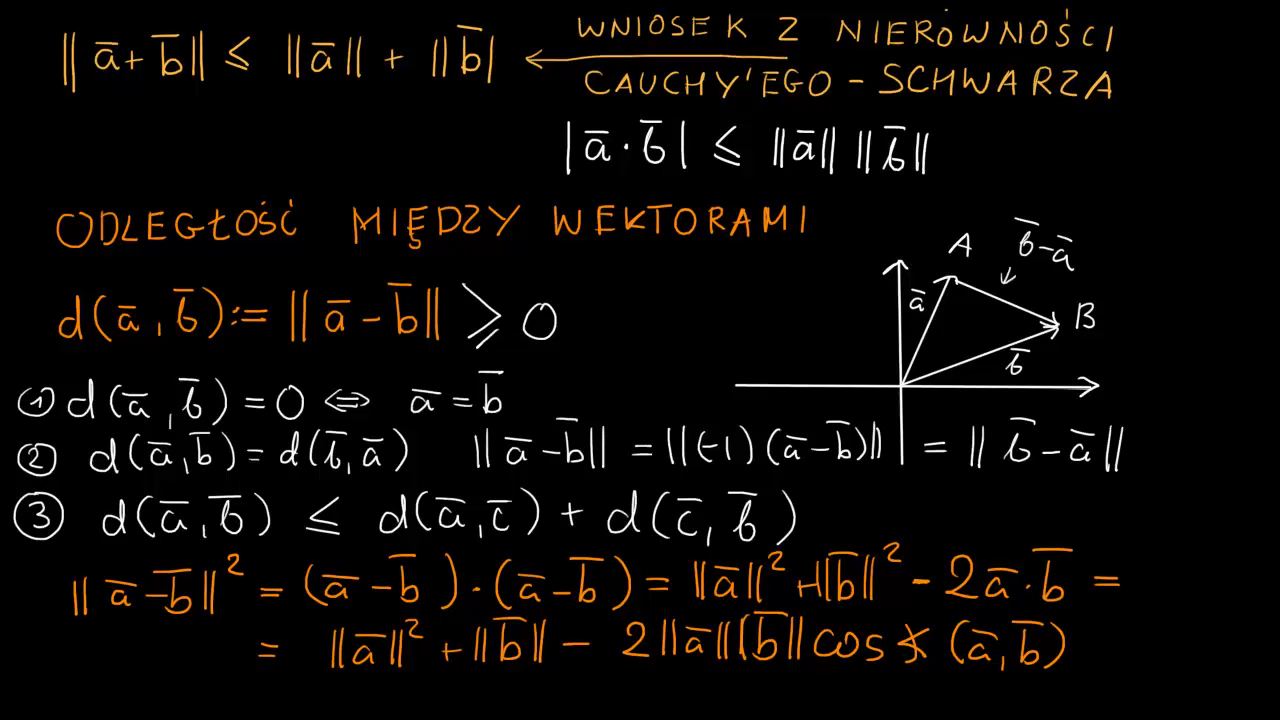 ‖ā+b̄‖ ≤ ‖ā‖ + ‖b̄| ← WNIOSEK Z NIERÓWNOŚCI
CAUCHY'EGO – SCHWARZA
|ā · b̄| ≤ ‖ā‖ ‖b̄‖
ODLEGŁOŚĆ MIĘDZY WEKTORAMI
d(ā, b̄) := ‖ā – b̄‖ ⩾ 0
A
b̄–ā
ā
B
b̄
① d(ā, b̄) = 0 ⇔ ā = b̄
② d(ā, b̄) = d(b̄, ā) ‖ā – b̄‖ = ‖(-1)(ā – b̄)‖ = ‖b̄ – ā‖
③ d(ā, b̄) ≤ d(ā, c̄) + d(c̄, b̄)
‖ā – b̄‖² = (ā – b̄) · (ā – b̄) = ‖ā‖² + ‖b̄‖² – 2ā · b̄ =
= ‖ā‖² + ‖b̄‖ – 2‖ā‖‖b̄‖ cos ∢ (ā, b̄)